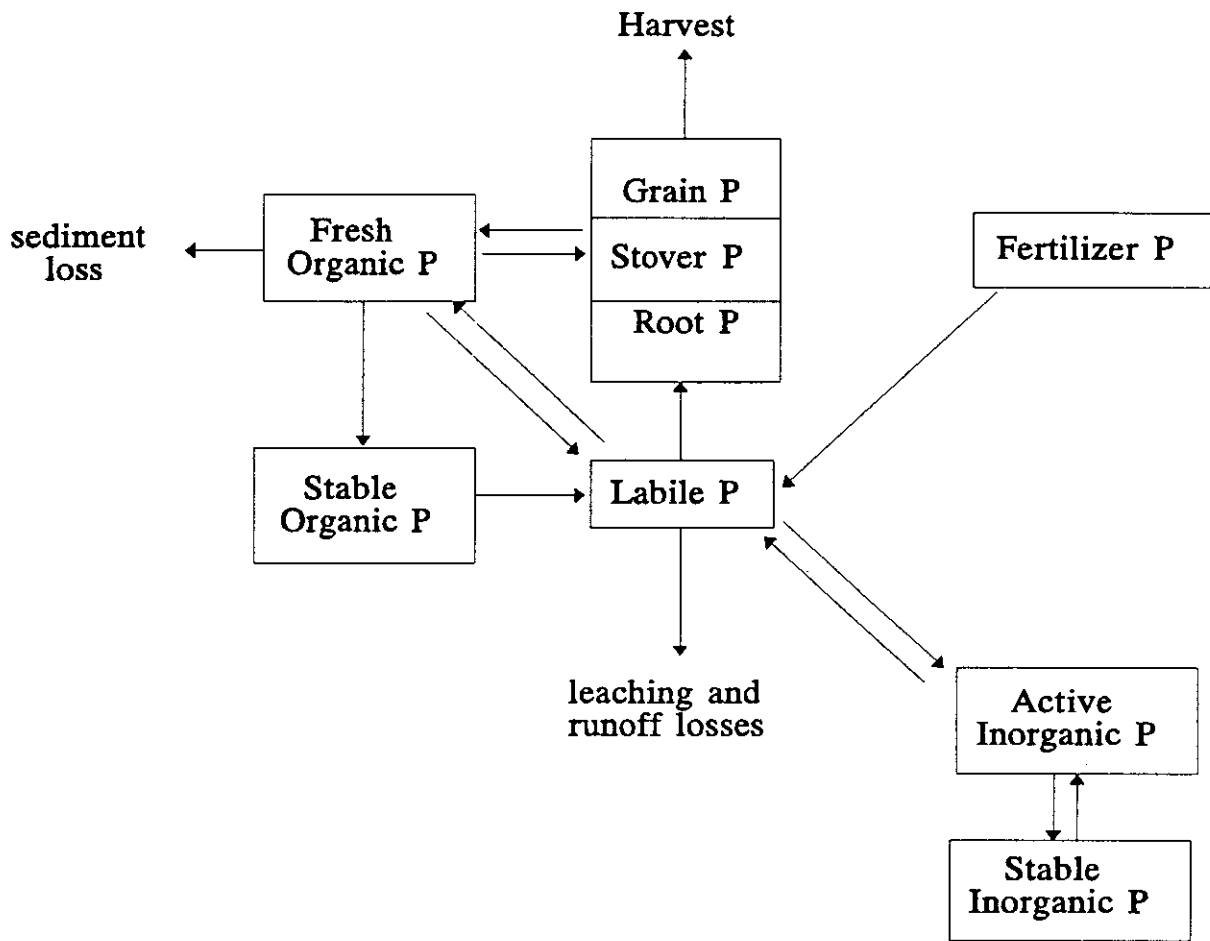 Harvest
Grain P
Fresh
Organic P
sediment
loss
Stover P
Fertilizer P
Root P
Stable
Organic P
Labile P
leaching and
runoff losses
Active
Inorganic P
Stable
Inorganic P